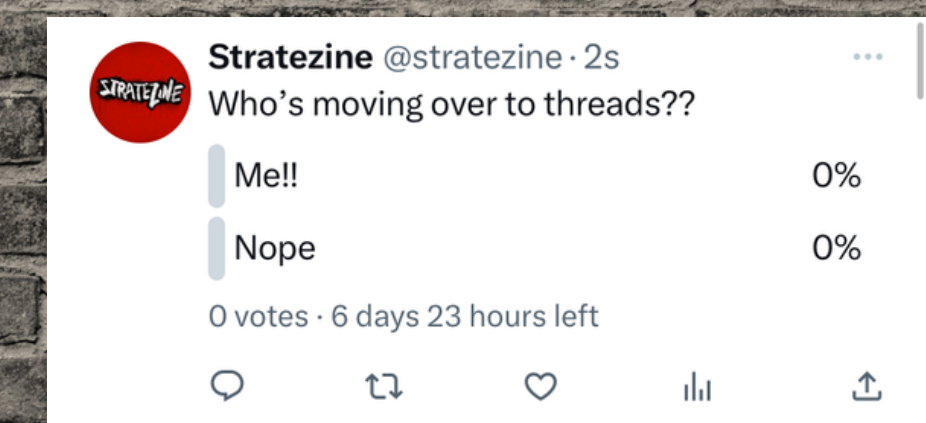 Stratezine @stratezine · 2s
STRATEZINE
Who’s moving over to threads??
Me!! 0%
Nope 0%
0 votes · 6 days 23 hours left